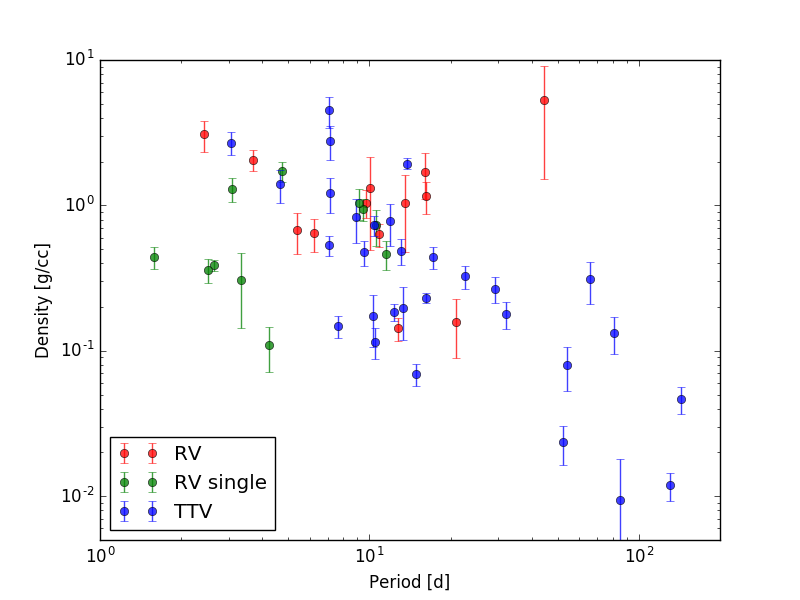 10¹
10⁰
10⁻¹
10⁻²
Density [g/cc]
RV
RV single
TTV
10⁰
10¹
10²
Period [d]